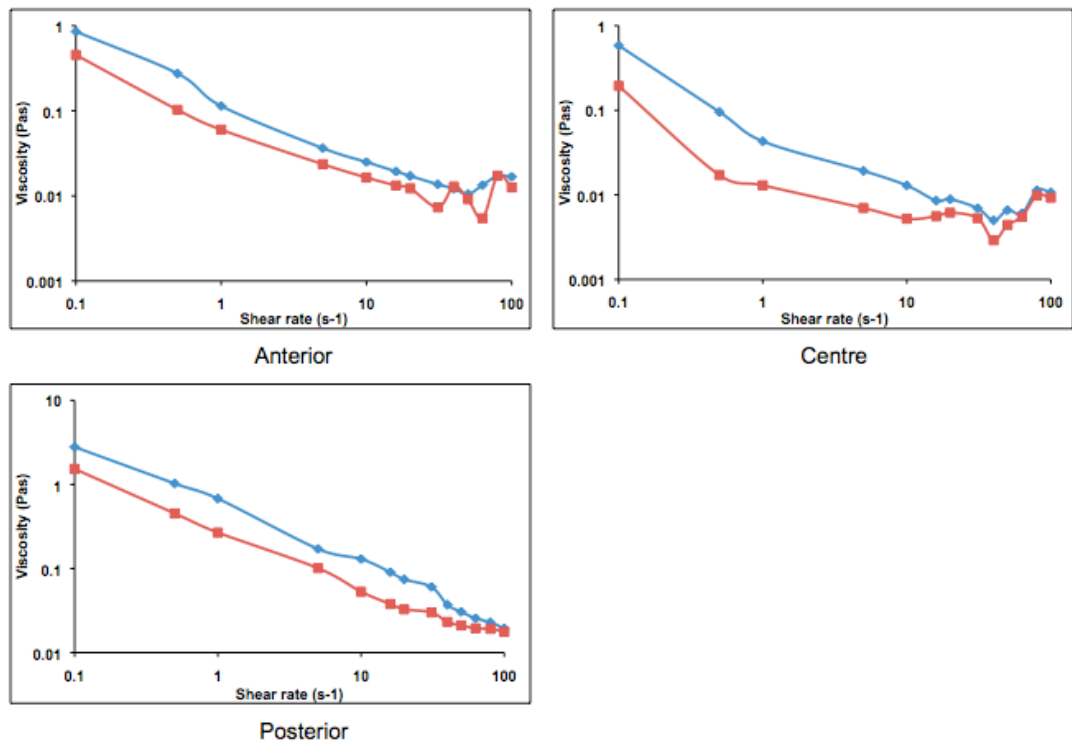 1
0.1
0.01
0.001
Viscosity (Pas)
0.1
1
10
100
Shear rate (s-1)
Anterior
1
0.1
0.01
0.001
Viscosity (Pas)
0.1
1
10
100
Shear rate (s-1)
Centre
10
1
0.1
0.01
Viscosity (Pas)
0.1
1
10
100
Shear rate (s-1)
Posterior